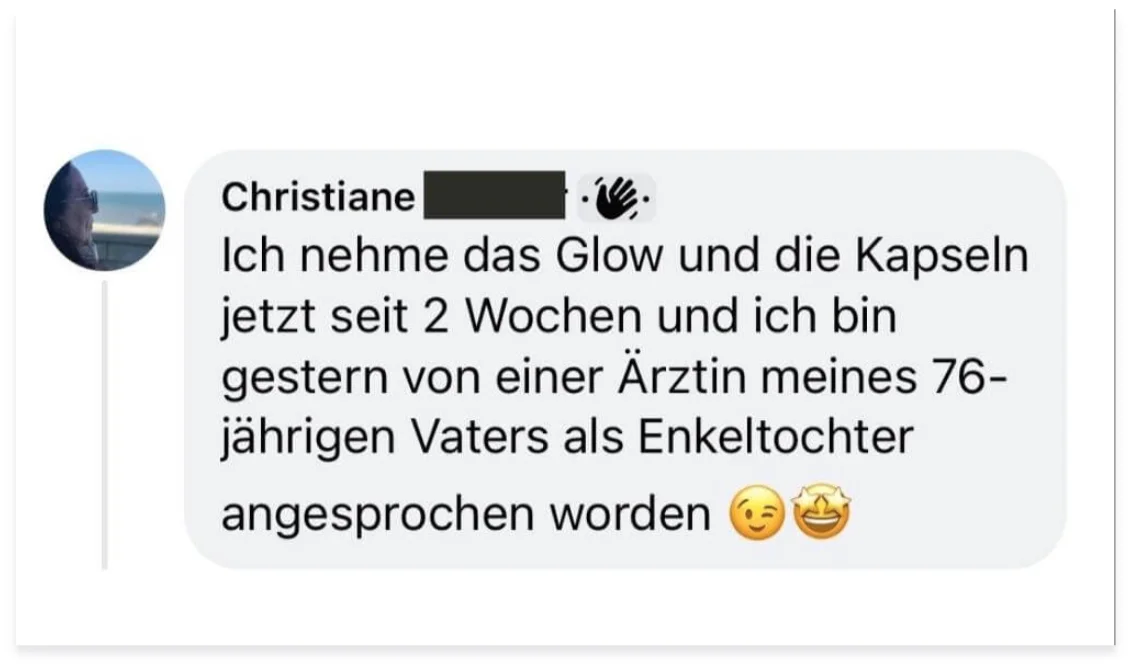 Christiane
Ich nehme das Glow und die Kapseln
jetzt seit 2 Wochen und ich bin
gestern von einer Ärztin meines 76-
jährigen Vaters als Enkeltochter
angesprochen worden 😉🤩